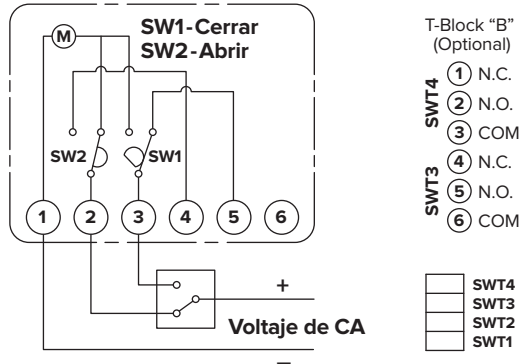 M
SW1-Cerrar
SW2-Abrir
SW2
SW1
1 2 3 4 5 6
+
Voltaje de CA
–
T-Block “B”
(Optional)
SWT4
1 N.C.
2 N.O.
3 COM
SWT3
4 N.C.
5 N.O.
6 COM
SWT4
SWT3
SWT2
SWT1